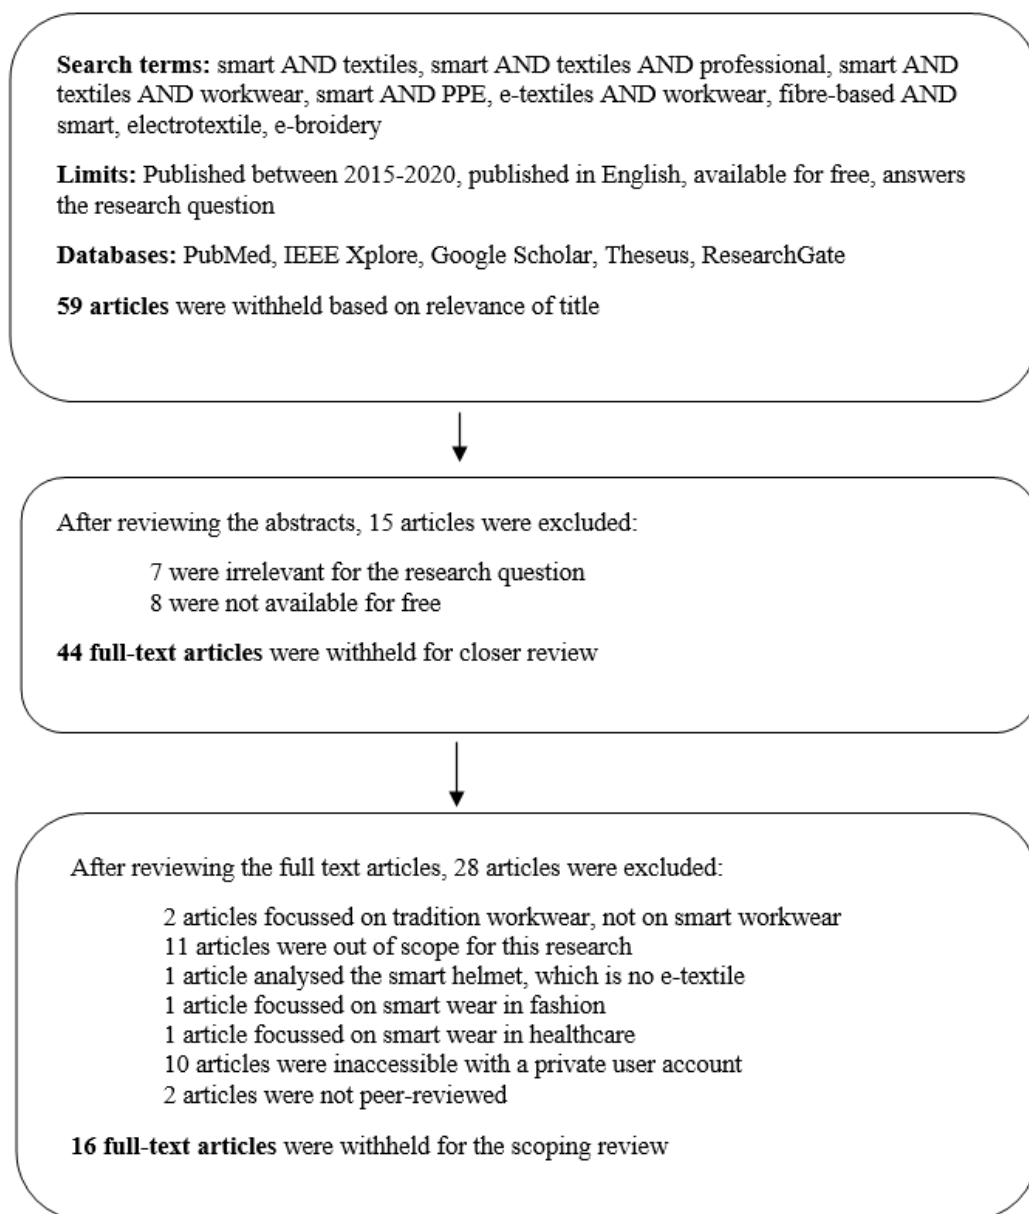 Search terms: smart AND textiles, smart AND textiles AND professional, smart AND
textiles AND workwear, smart AND PPE, e-textiles AND workwear, fibre-based AND
smart, electrotextile, e-broidery
Limits: Published between 2015-2020, published in English, available for free, answers
the research question
Databases: PubMed, IEEE Xplore, Google Scholar, Theseus, ResearchGate
59 articles were withheld based on relevance of title
After reviewing the abstracts, 15 articles were excluded:
7 were irrelevant for the research question
8 were not available for free
44 full-text articles were withheld for closer review
After reviewing the full text articles, 28 articles were excluded:
2 articles focussed on tradition workwear, not on smart workwear
11 articles were out of scope for this research
1 article analysed the smart helmet, which is no e-textile
1 article focussed on smart wear in fashion
1 article focussed on smart wear in healthcare
10 articles were inaccessible with a private user account
2 articles were not peer-reviewed
16 full-text articles were withheld for the scoping review